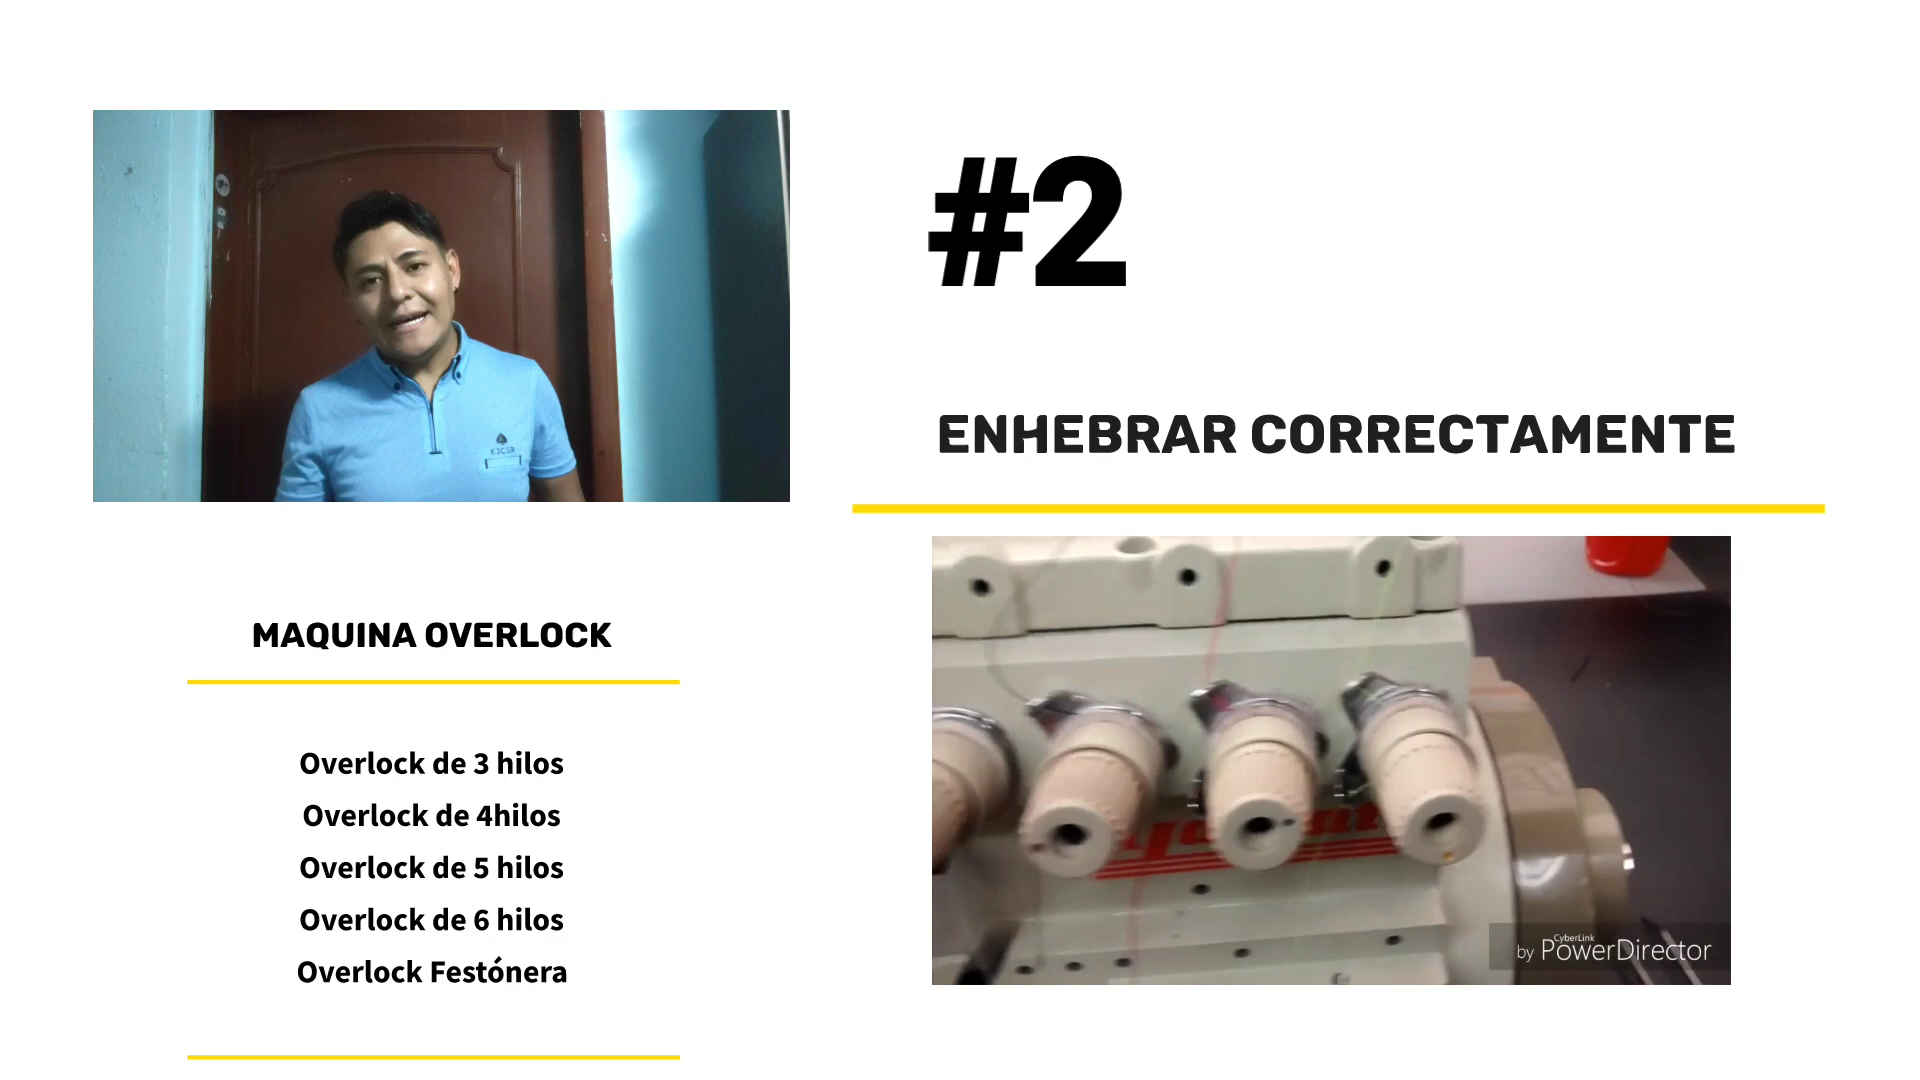 #2
ENHEBRAR CORRECTAMENTE
MAQUINA OVERLOCK
Overlock de 3 hilos
Overlock de 4hilos
Overlock de 5 hilos
Overlock de 6 hilos
Overlock Festónera
K3CSR
by CyberLink PowerDirector